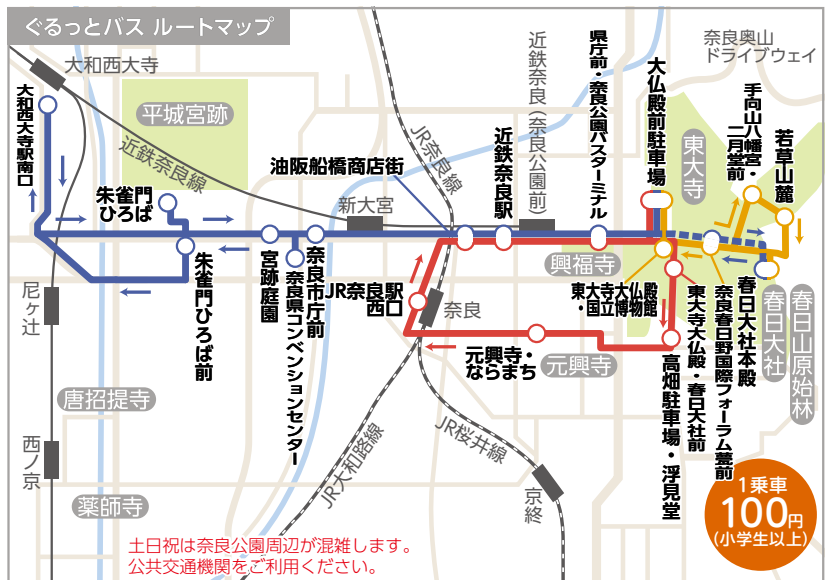 ぐるっとバス ルートマップ
大和西大寺
大和西大寺駅南口
平城宮跡
近鉄奈良線
朱雀門
ひろば
朱雀門ひろば前
新大宮
油阪船橋商店街
JR奈良線
近鉄奈良駅
近鉄奈良（奈良公園前）
県庁前・奈良公園バスターミナル
大仏殿前駐車場
東大寺
奈良奥山
ドライブウェイ
手向山八幡宮・
二月堂前
若草山麓
宮跡庭園
奈良県コンベンションセンター
奈良市庁前
JR奈良駅
西口
奈良
興福寺
東大寺大仏殿
・国立博物館
東大寺大仏殿・春日大社前
奈良春日野国際フォーラム甍前
春日大社本殿
春日大社
春日山原始林
元興寺・
ならまち
元興寺
高畑駐車場・浮見堂
尼ヶ辻
唐招提寺
西ノ京
薬師寺
JR大和路線
JR桜井線
京終
土日祝は奈良公園周辺が混雑します。
公共交通機関をご利用ください。
1乗車
100円
(小学生以上)